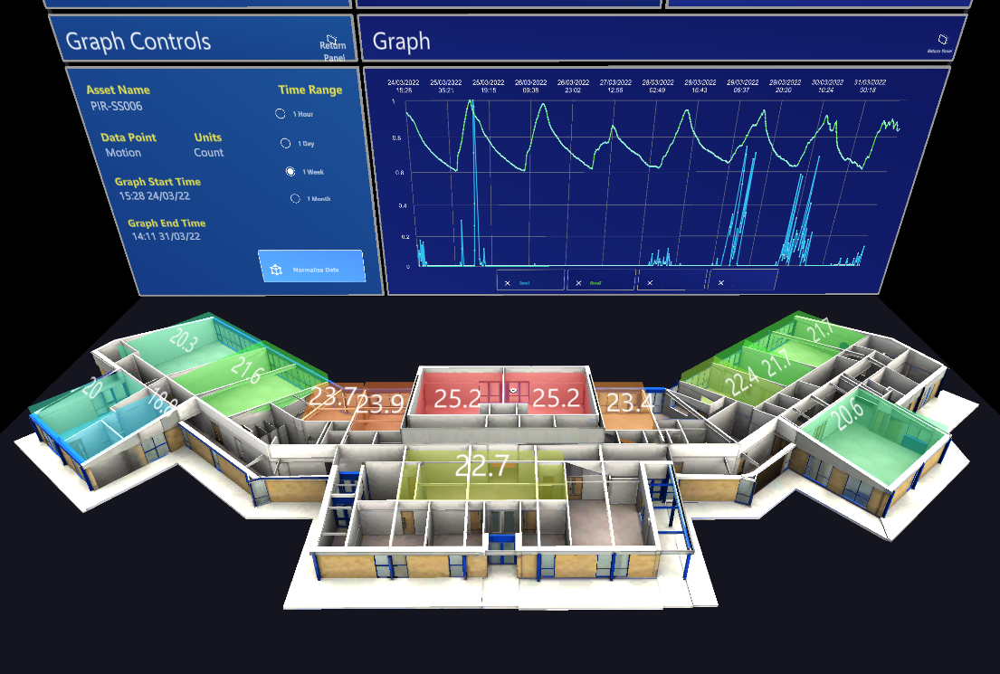 Graph Controls
Return
Panel
Graph
Return Panel
Asset Name
PIR-SS006
Data Point
Motion
Units
Count
Graph Start Time
15:28 24/03/22
Graph End Time
14:11 31/03/22
Time Range
1 Hour
1 Day
1 Week
1 Month
Normalise Data
24/03/2022 25/03/2022 25/03/2022 26/03/2022 26/03/2022 27/03/2022 28/03/2022 28/03/2022 29/03/2022 29/03/2022 30/03/2022 31/03/2022
15:28 05:21 19:15 09:08 23:02 12:56 02:49 16:43 06:37 20:30 10:24 00:18
1
0.8
0.6
0.4
0.2
0
20.3
21.6
20
23.7
23.9
25.2
25.2
23.4
22.4
21.7
21.7
20.6
22.7